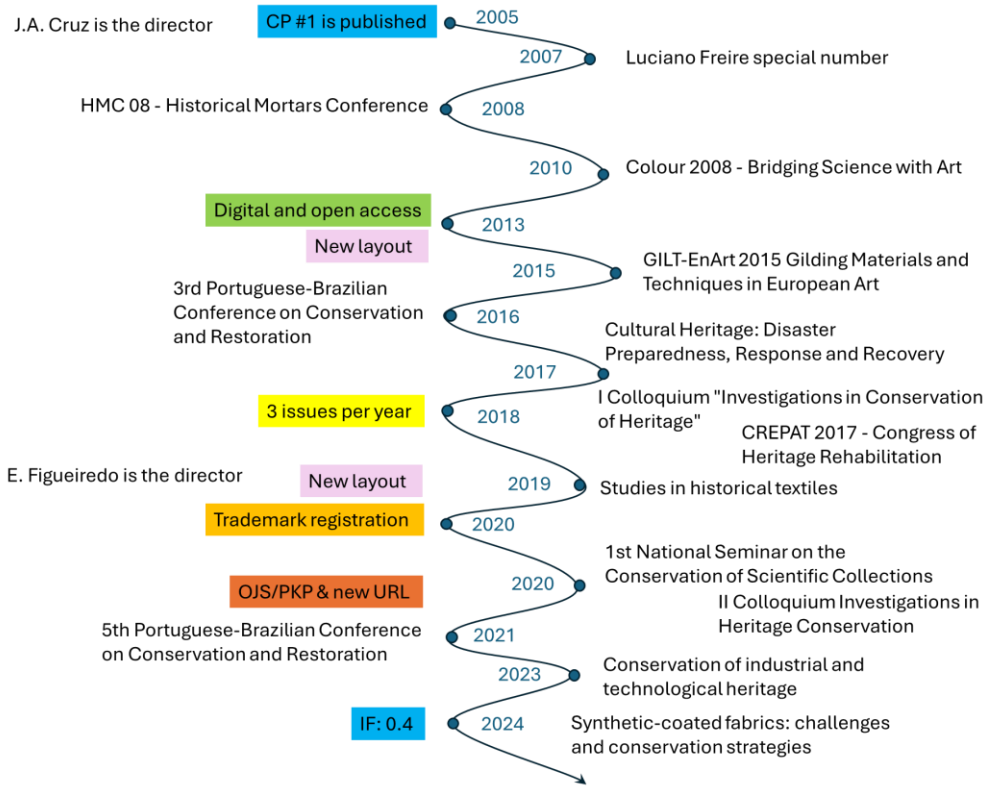 J.A. Cruz is the director
CP #1 is published
2005
2007
Luciano Freire special number
HMC 08 - Historical Mortars Conference
2008
2010
Colour 2008 - Bridging Science with Art
Digital and open access
2013
New layout
2015
GILT-EnArt 2015 Gilding Materials and
Techniques in European Art
3rd Portuguese-Brazilian
Conference on Conservation
and Restoration
2016
Cultural Heritage: Disaster
Preparedness, Response and Recovery
2017
I Colloquium "Investigations in Conservation
of Heritage"
3 issues per year
2018
CREPAT 2017 - Congress of
Heritage Rehabilitation
E. Figueiredo is the director
New layout
2019
Studies in historical textiles
Trademark registration
2020
1st National Seminar on the
Conservation of Scientific Collections
2020
OJS/PKP & new URL
II Colloquium Investigations in
Heritage Conservation
5th Portuguese-Brazilian Conference
on Conservation and Restoration
2021
2023
Conservation of industrial and
technological heritage
IF: 0.4
2024
Synthetic-coated fabrics: challenges
and conservation strategies